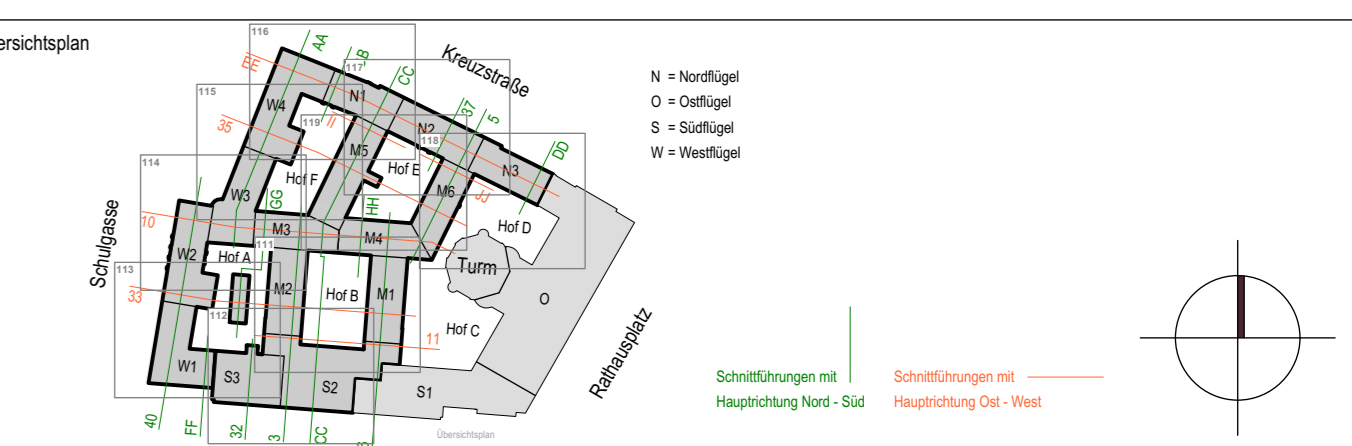 ersichtsplan
116
AA
BB
Kreuzstraße
CC
EE
117
N1
115
W4
N2
37
5
35
119
II
118
DD
M5
N3
Hof E
114
Hof F
M6
W3
GG
HH
JJ
Schulgasse
10
M3
Hof D
M4
W2
Hof A
111
Turm
113
M2
Hof B
M1
O
33
112
Hof C
11
Rathausplatz
W1
S3
S2
S1
40
FF
32
3
CC
Übersichtsplan
N = Nordflügel
O = Ostflügel
S = Südflügel
W = Westflügel
Schnittführungen mit
Hauptrichtung Nord - Süd
Schnittführungen mit
Hauptrichtung Ost - West